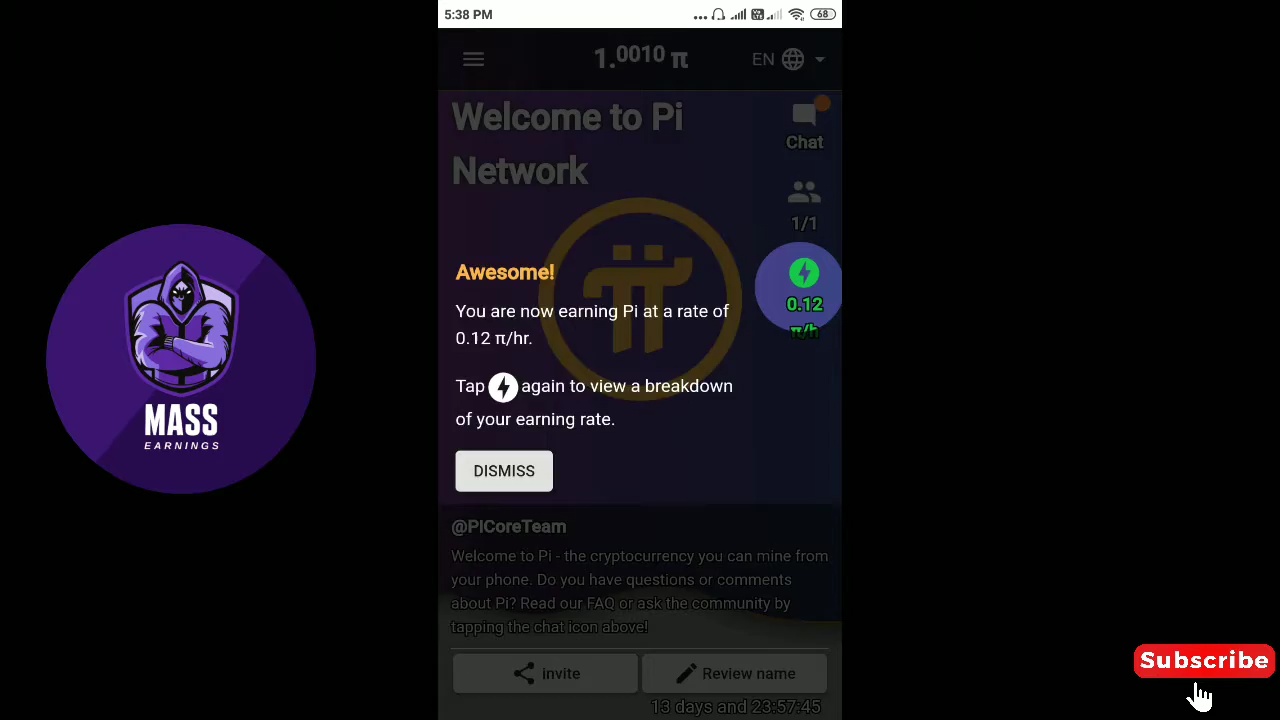 5:38 PM
68
1.0010 π
EN
Welcome to Pi
Network
Chat
1/1
Awesome!
You are now earning Pi at a rate of
0.12 π/hr.
0.12
π/h
Tap again to view a breakdown
of your earning rate.
DISMISS
MASS
EARNINGS
@PiCoreTeam
Welcome to Pi - the cryptocurrency you can mine from
your phone. Do you have questions or comments
about Pi? Read our FAQ or ask the community by
tapping the chat icon above!
Invite
Review name
13 days and 23:57:45
Subscribe